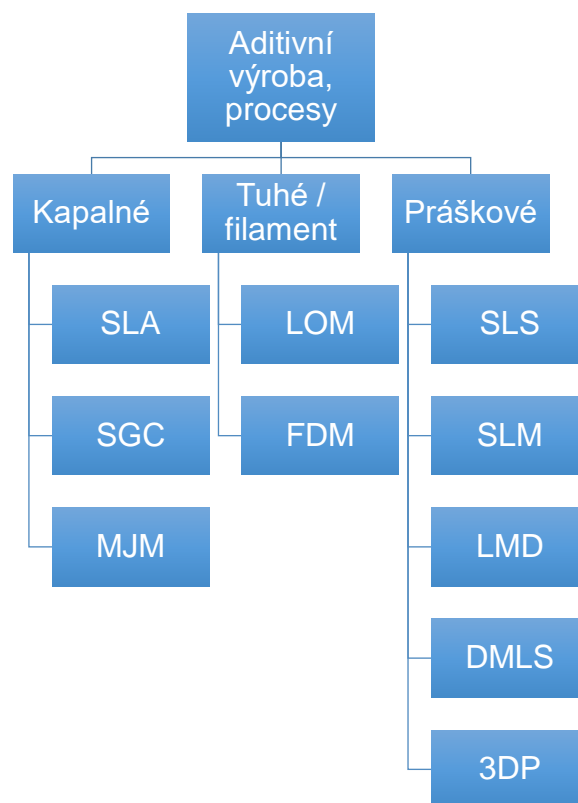 Aditivní
výroba,
procesy
Kapalné
Tuhé /
filament
Práškové
SLA
LOM
SLS
SGC
FDM
SLM
MJM
LMD
DMLS
3DP